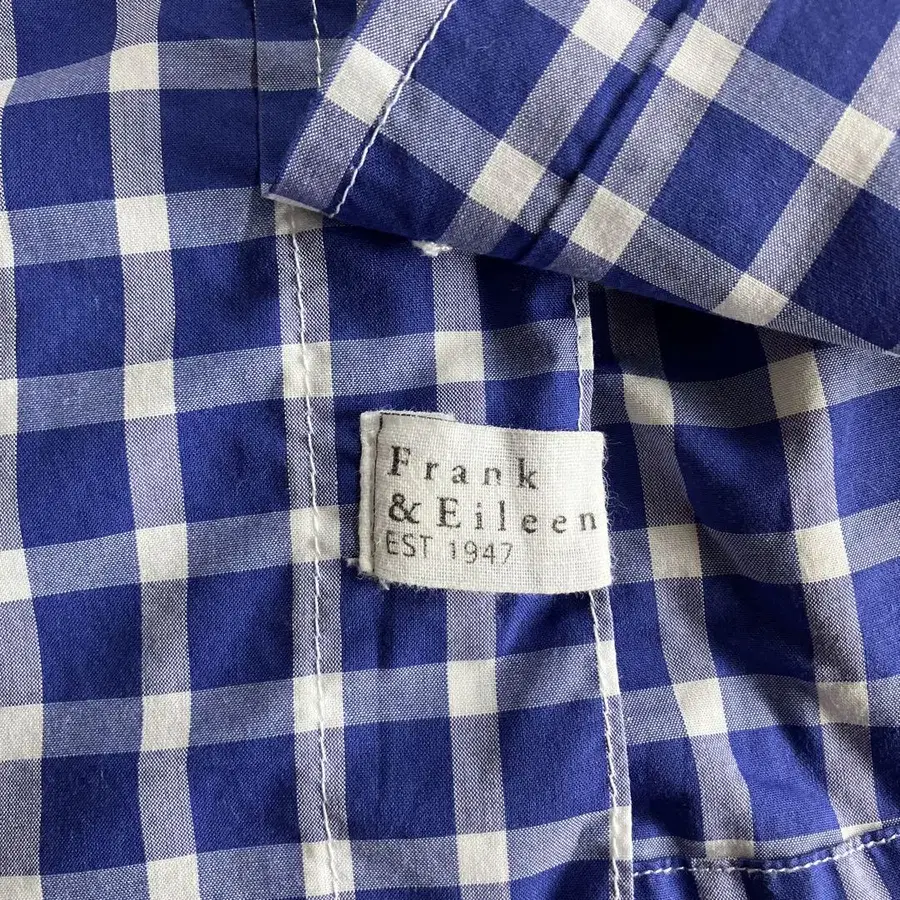 Frank
& Eileen
EST 1947